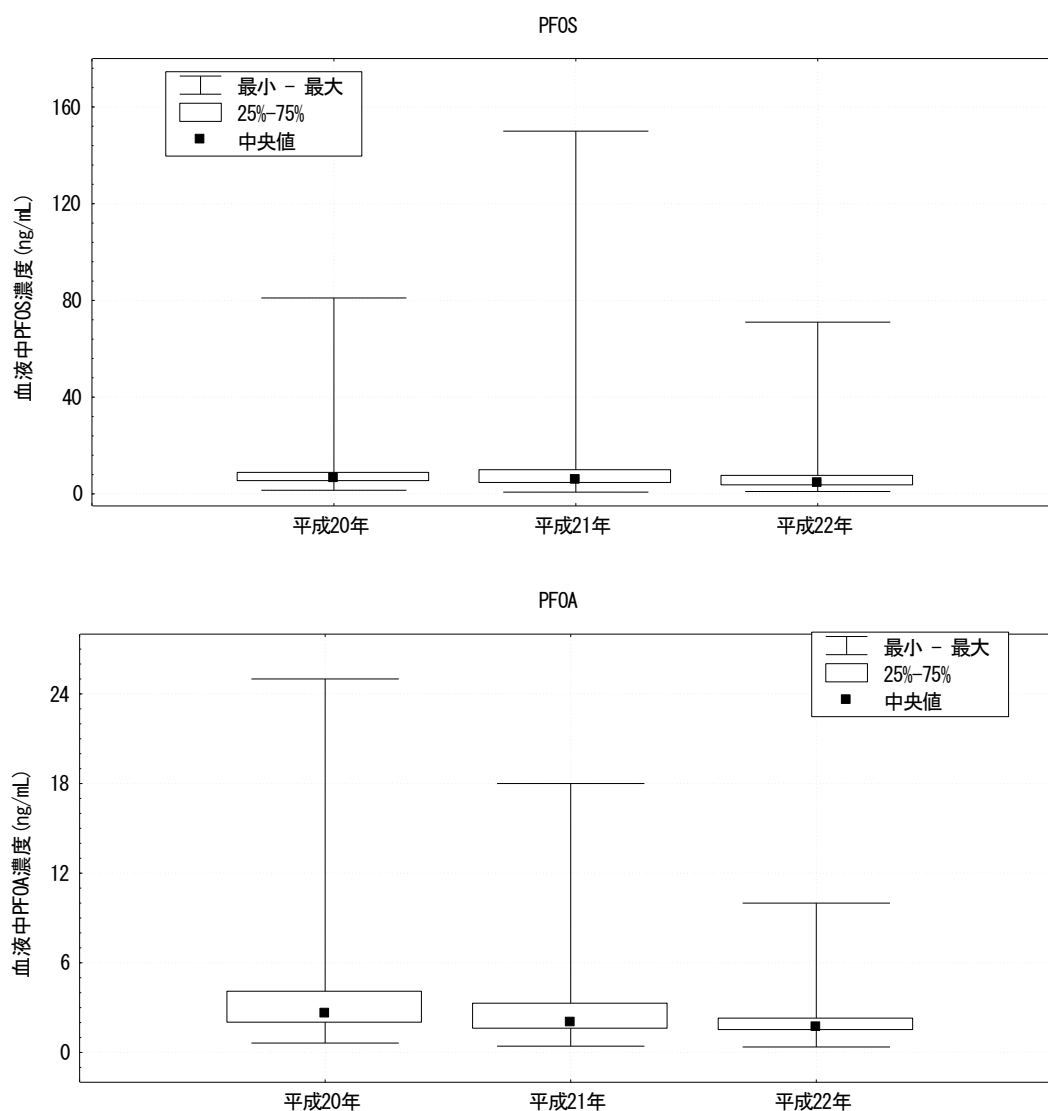 PFOS
最小 - 最大
25%-75%
中央値
血液中PFOS濃度(ng/mL)
160
120
80
40
0
平成20年 平成21年 平成22年
PFOA
最小 - 最大
25%-75%
中央値
血液中PFOA濃度(ng/mL)
24
18
12
6
0
平成20年 平成21年 平成22年